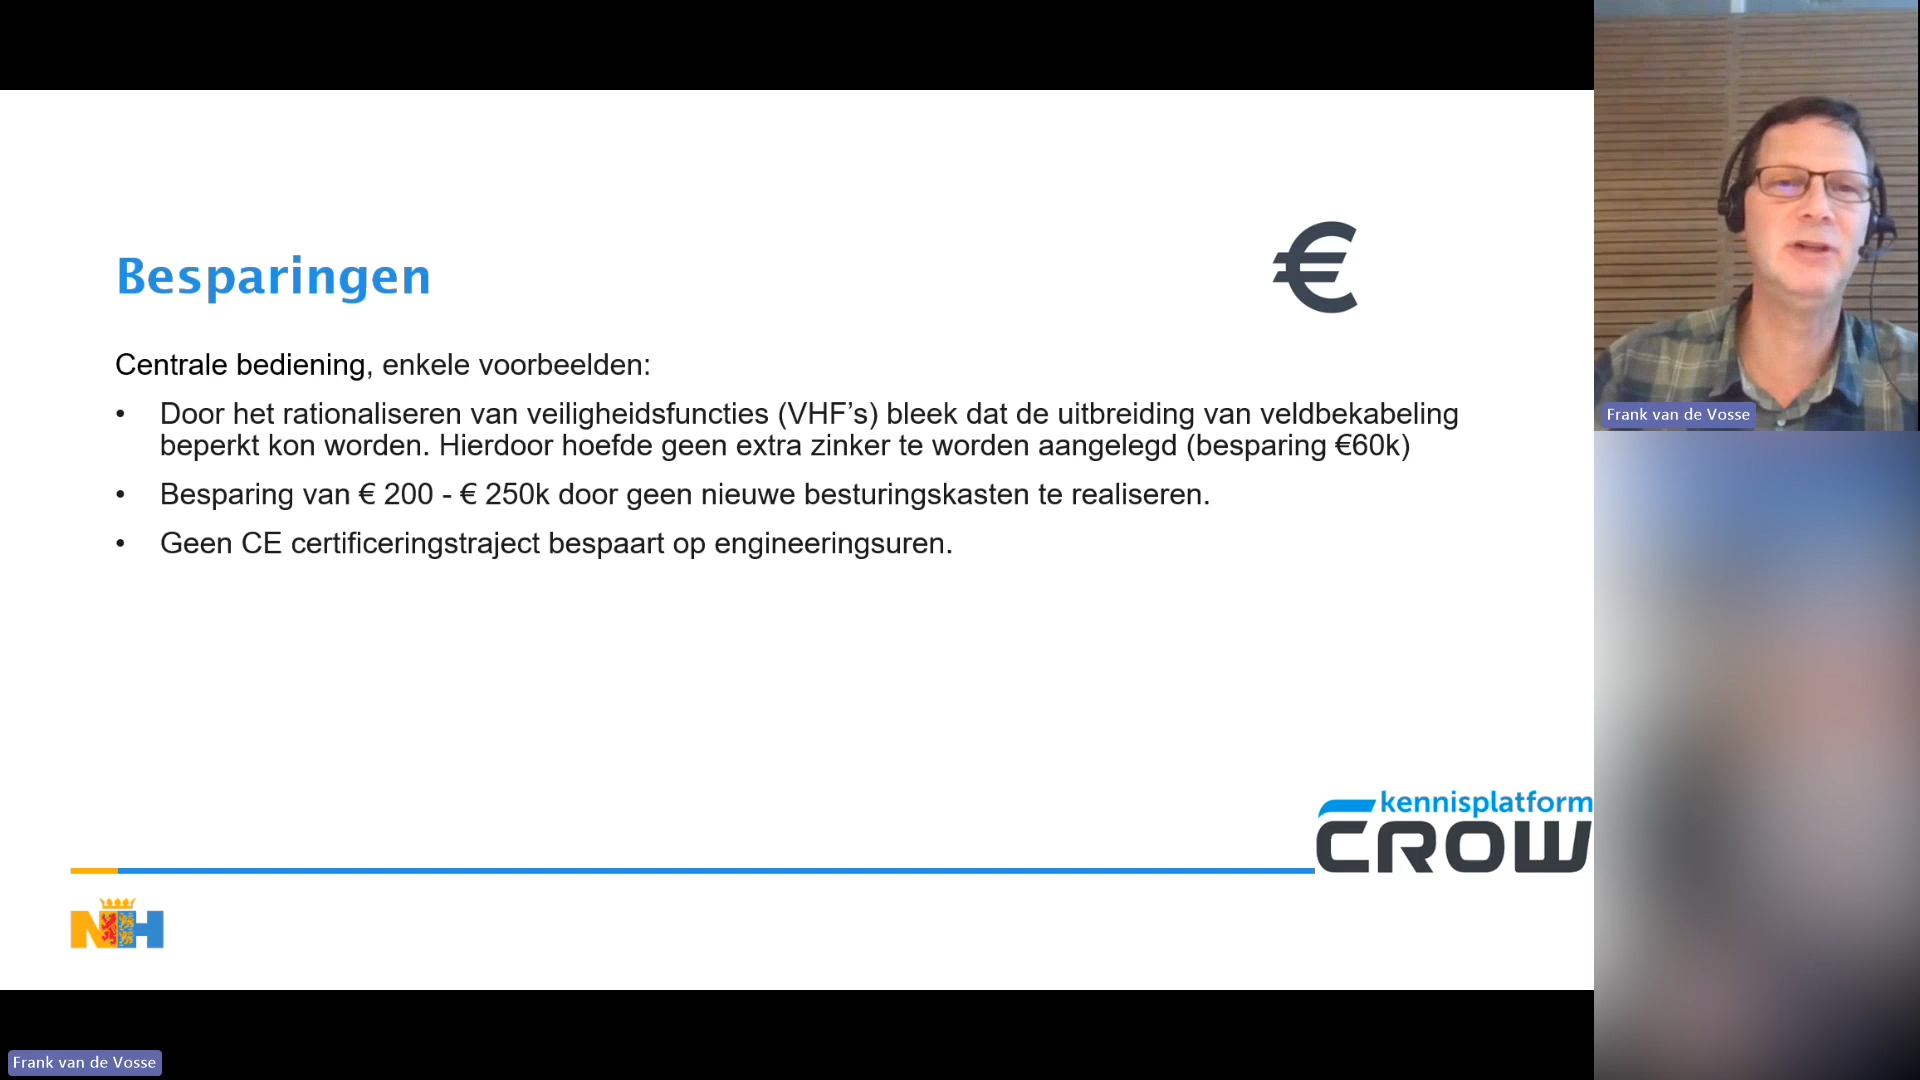 Besparingen
€
Centrale bediening, enkele voorbeelden:
• Door het rationaliseren van veiligheidsfuncties (VHF’s) bleek dat de uitbreiding van veldbekabeling
beperkt kon worden. Hierdoor hoefde geen extra zinker te worden aangelegd (besparing €60k)
• Besparing van € 200 - € 250k door geen nieuwe besturingskasten te realiseren.
• Geen CE certificeringstraject bespaart op engineeringsuren.
kennisplatform
CROW
NH
Frank van de Vosse
Frank van de Vosse